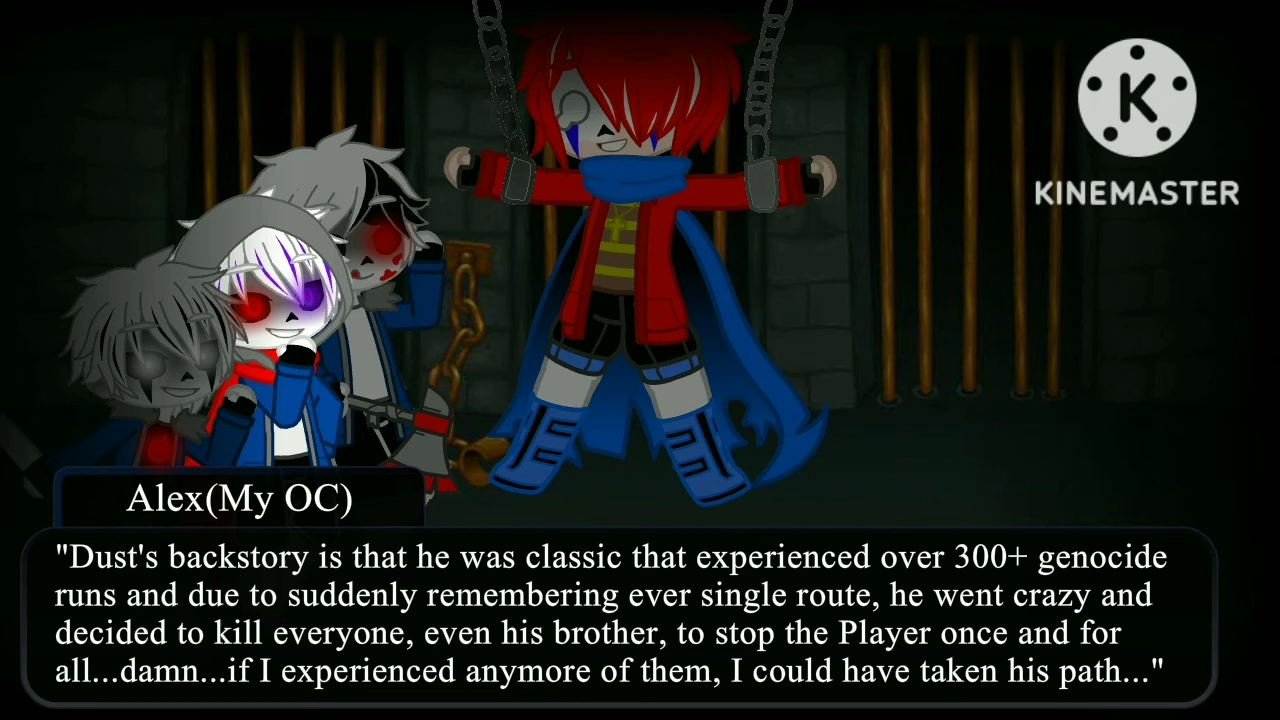 K
KINEMASTER
Alex(My OC)
"Dust's backstory is that he was classic that experienced over 300+ genocide
runs and due to suddenly remembering ever single route, he went crazy and
decided to kill everyone, even his brother, to stop the Player once and for
all...damn...if I experienced anymore of them, I could have taken his path..."